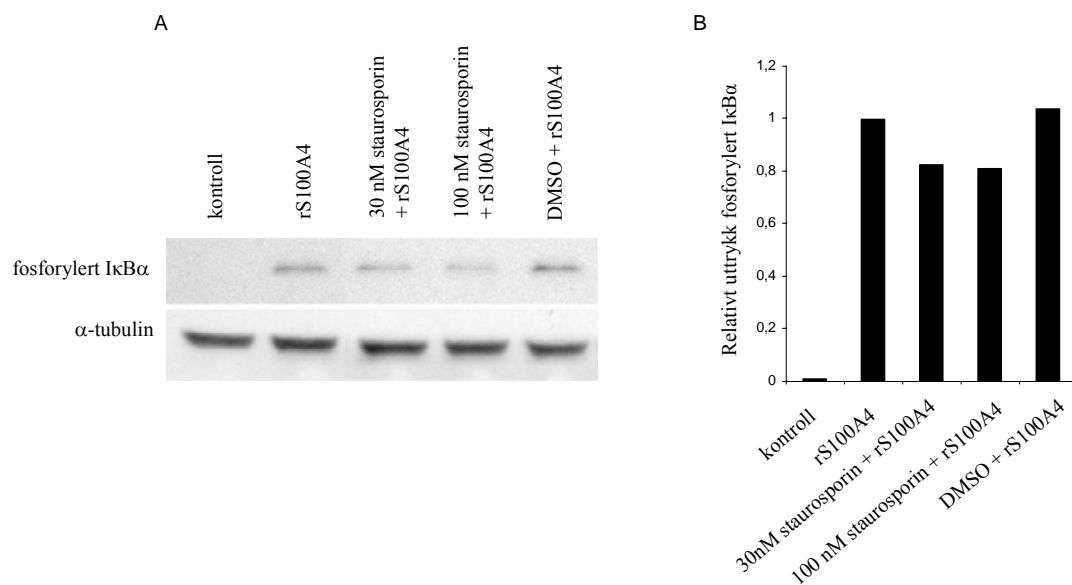 A
kontroll
rS100A4
30 nM staurosporin
+ rS100A4
100 nM staurosporin
+ rS100A4
DMSO + rS100A4
fosforylert IκBα
α-tubulin
B
Relativt uttrykk fosforylert IκBα
1,2
1
0,8
0,6
0,4
0,2
0
kontroll
rS100A4
30nM staurosporin + rS100A4
100 nM staurosporin + rS100A4
DMSO + rS100A4